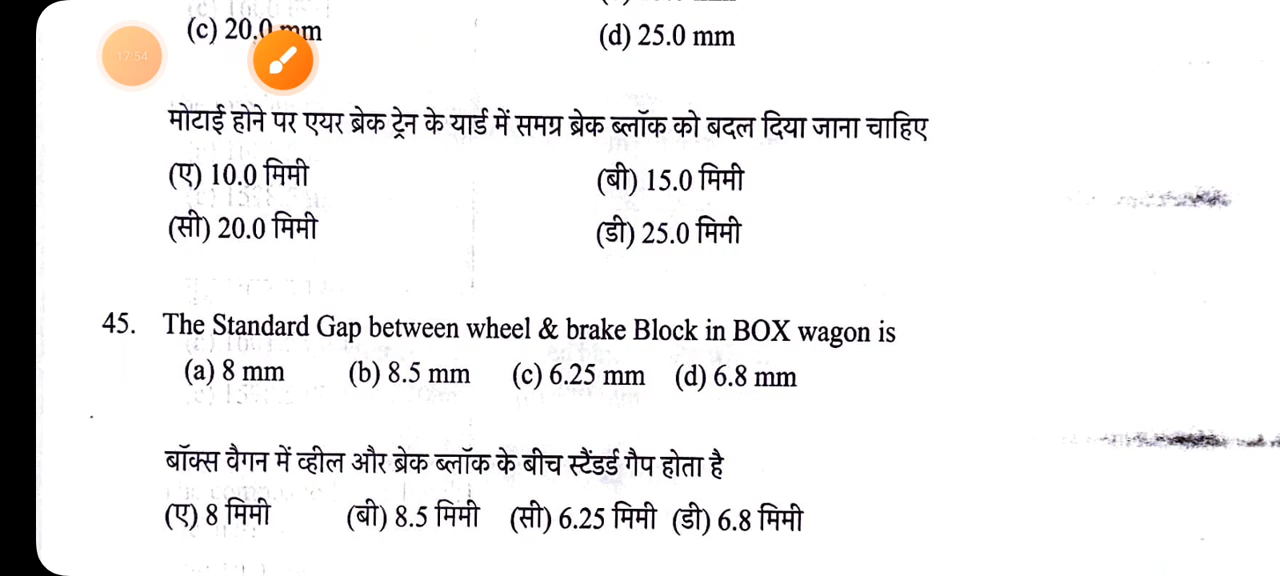 (c) 20.0 mm
(d) 25.0 mm
17:54
मोटाई होने पर एयर ब्रेक ट्रेन के यार्ड में समग्र ब्रेक ब्लॉक को बदल दिया जाना चाहिए
(ए) 10.0 मिमी (बी) 15.0 मिमी
(सी) 20.0 मिमी (डी) 25.0 मिमी
45. The Standard Gap between wheel & brake Block in BOX wagon is
(a) 8 mm (b) 8.5 mm (c) 6.25 mm (d) 6.8 mm
बॉक्स वैगन में व्हील और ब्रेक ब्लॉक के बीच स्टैंडर्ड गैप होता है
(ए) 8 मिमी (बी) 8.5 मिमी (सी) 6.25 मिमी (डी) 6.8 मिमी